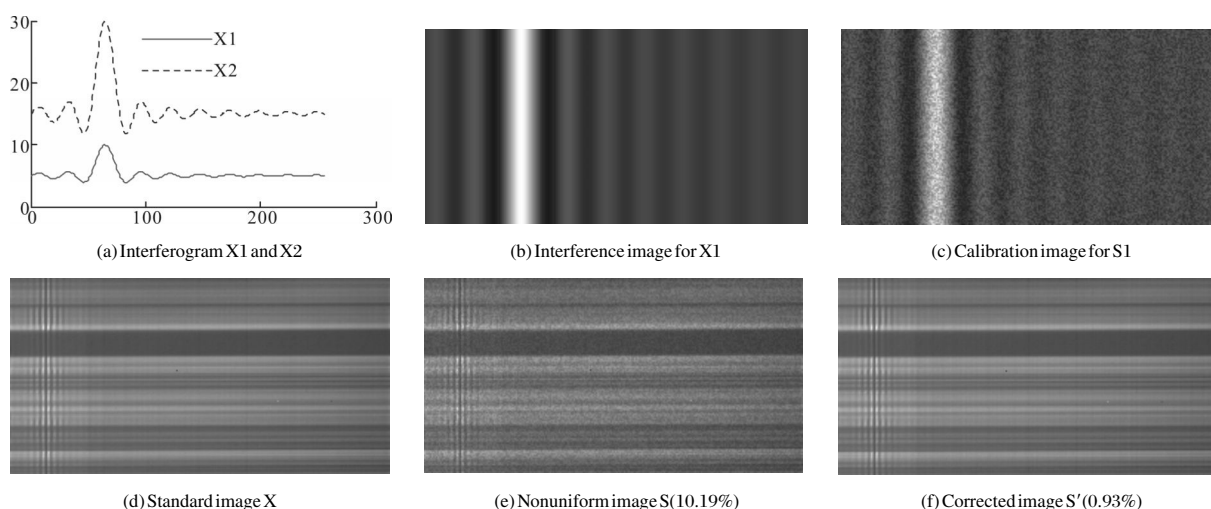 30
20
10
0
0
100
200
300
X1
X2
(a) Interferogram X1 and X2
(b) Interference image for X1
(c) Calibration image for S1
(d) Standard image X
(e) Nonuniform image S(10.19%)
(f) Corrected image S′(0.93%)